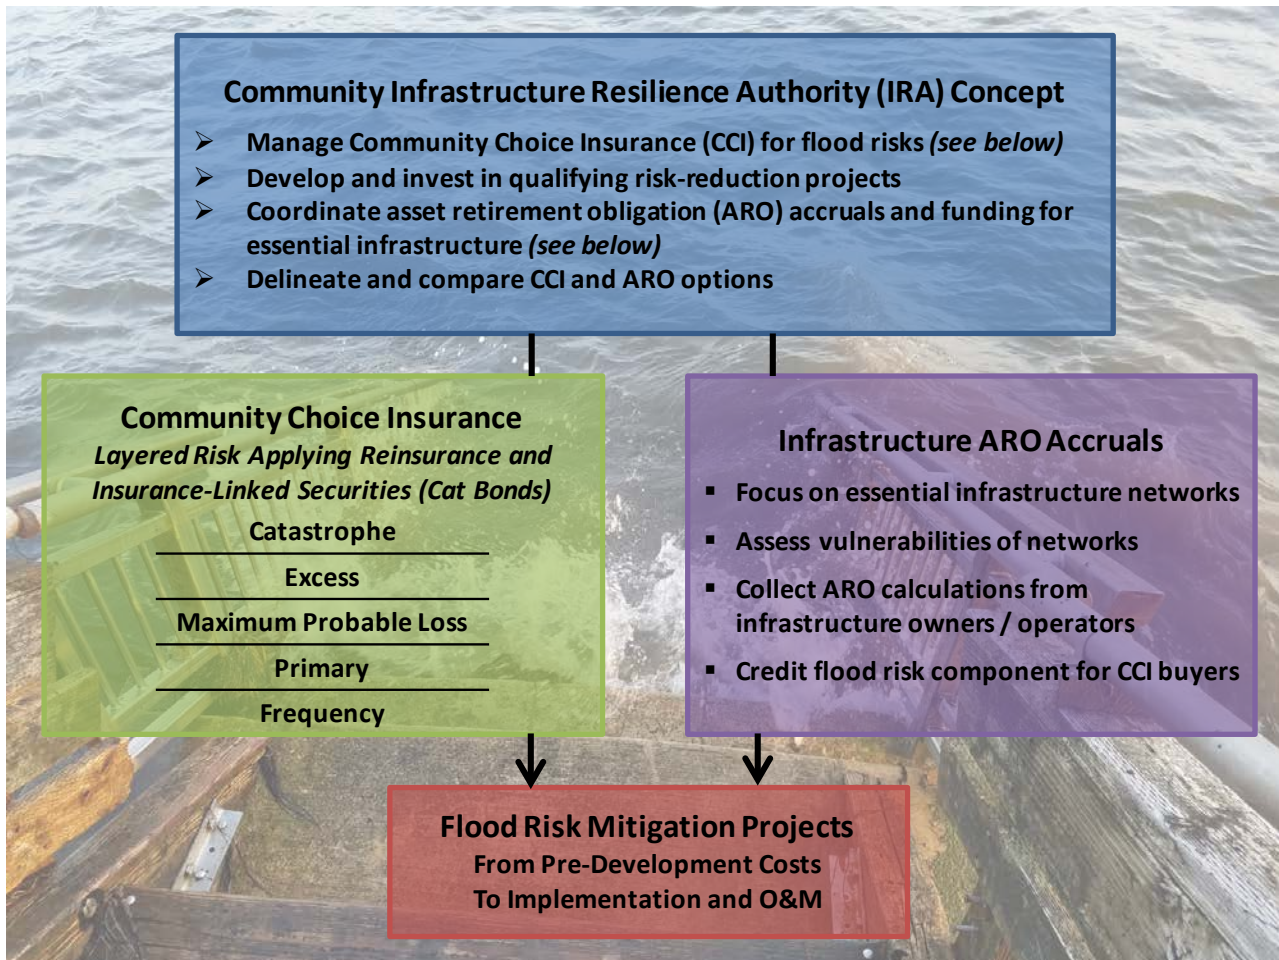 Community Infrastructure Resilience Authority (IRA) Concept
➢ Manage Community Choice Insurance (CCI) for flood risks (see below)
➢ Develop and invest in qualifying risk-reduction projects
➢ Coordinate asset retirement obligation (ARO) accruals and funding for
essential infrastructure (see below)
➢ Delineate and compare CCI and ARO options
Community Choice Insurance
Layered Risk Applying Reinsurance and
Insurance-Linked Securities (Cat Bonds)
Catastrophe
Excess
Maximum Probable Loss
Primary
Frequency
Infrastructure ARO Accruals
▪ Focus on essential infrastructure networks
▪ Assess vulnerabilities of networks
▪ Collect ARO calculations from
infrastructure owners / operators
▪ Credit flood risk component for CCI buyers
Flood Risk Mitigation Projects
From Pre-Development Costs
To Implementation and O&M